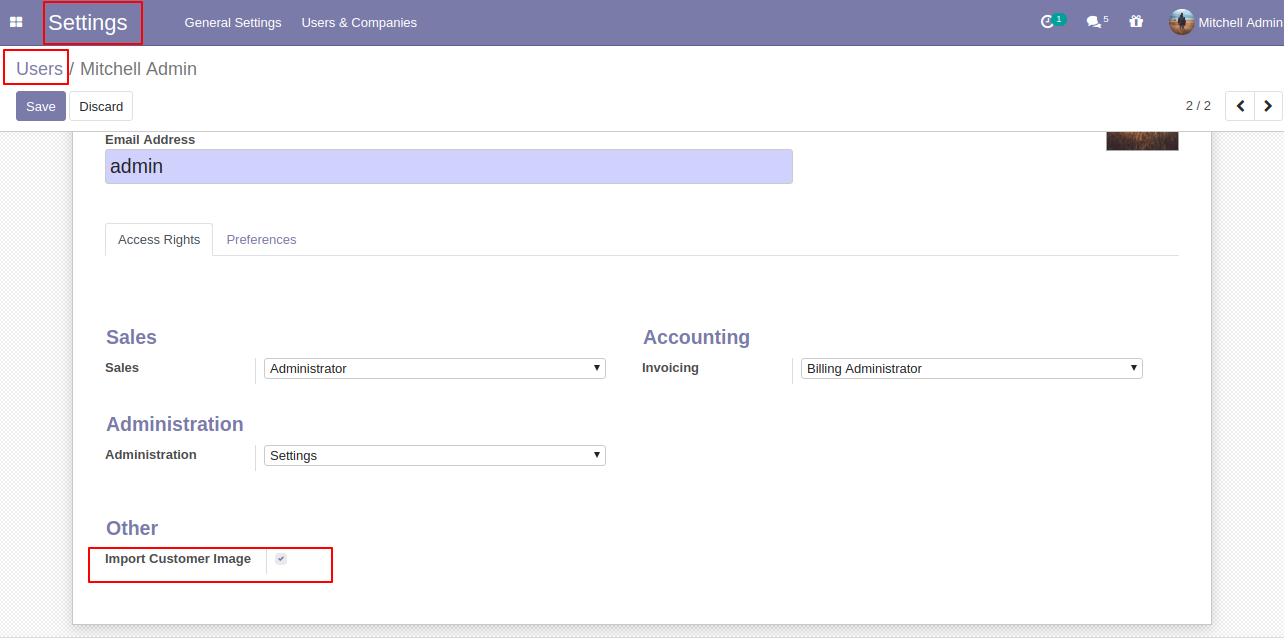 Settings General Settings Users & Companies 1 5 Mitchell Admin
Users / Mitchell Admin
Save Discard 2 / 2
Email Address
admin
Access Rights Preferences
Sales Accounting
Sales Administrator Invoicing Billing Administrator
Administration
Administration Settings
Other
Import Customer Image